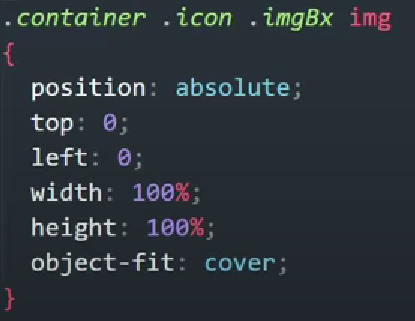 .container .icon .imgBx img
{
position: absolute;
top: 0;
left: 0;
width: 100%;
height: 100%;
object-fit: cover;
}